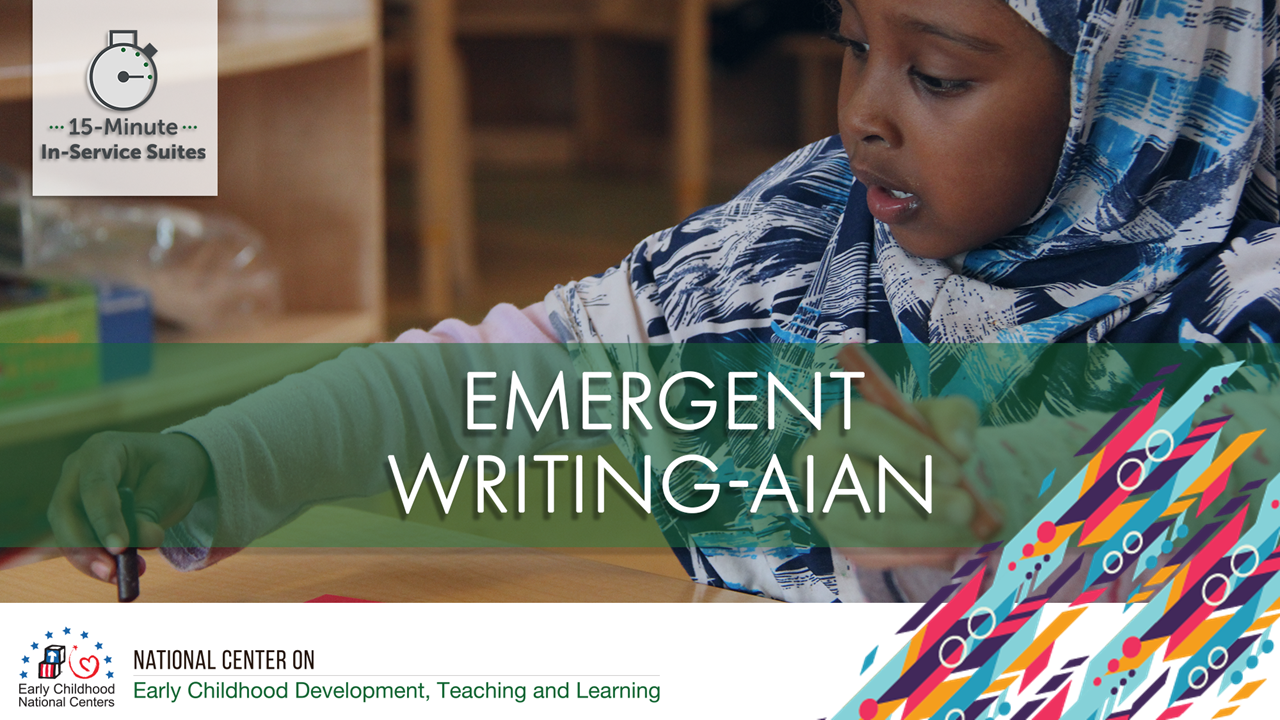 15-Minute
In-Service Suites
EMERGENT
WRITING-AIAN
Early Childhood
National Centers
NATIONAL CENTER ON
Early Childhood Development, Teaching and Learning